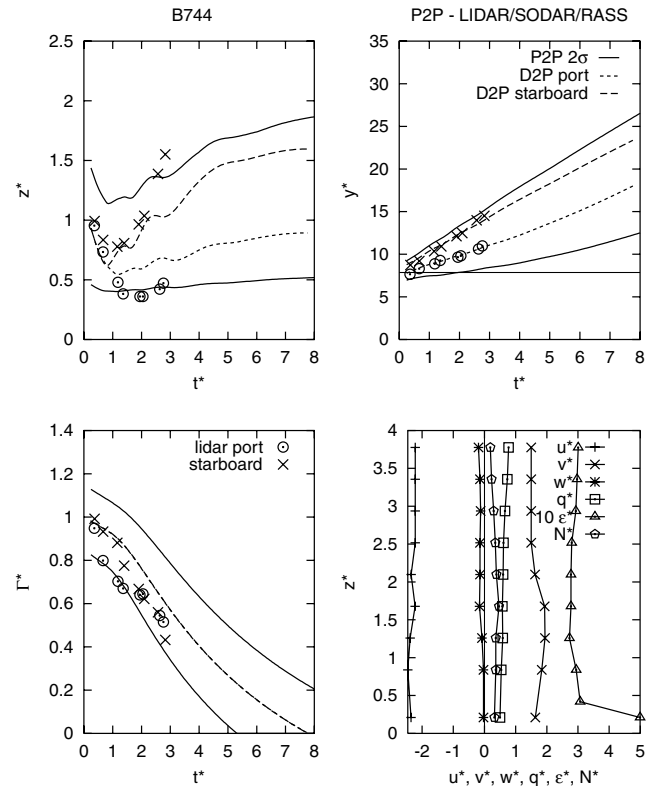 B744
P2P - LIDAR/SODAR/RASS
2.5
2
1.5
1
0.5
0
z*
0 1 2 3 4 5 6 7 8
t*
35
30
25
20
15
10
5
0
y*
P2P 2σ
D2P port
D2P starboard
0 1 2 3 4 5 6 7 8
t*
1.4
1.2
1
0.8
0.6
0.4
0.2
0
Γ*
lidar port
starboard
0 1 2 3 4 5 6 7 8
t*
4
3.5
3
2.5
2
1.5
1
0.5
0
z*
u*
v*
w*
q*
10 ε*
N*
-2 -1 0 1 2 3 4 5
u*, v*, w*, q*, ε*, N*